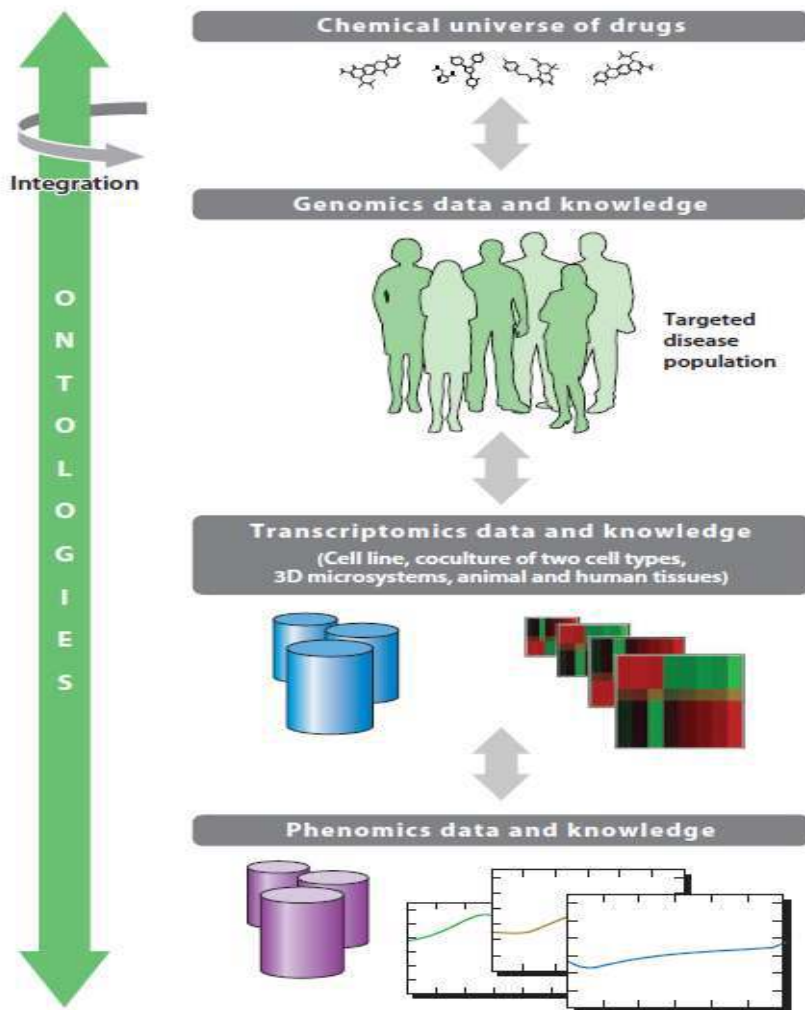 Chemical universe of drugs
Integration
Genomics data and knowledge
Targeted
disease
population
ONTOLOGIES
Transcriptomics data and knowledge
(Cell line, coculture of two cell types,
3D microsystems, animal and human tissues)
Phenomics data and knowledge